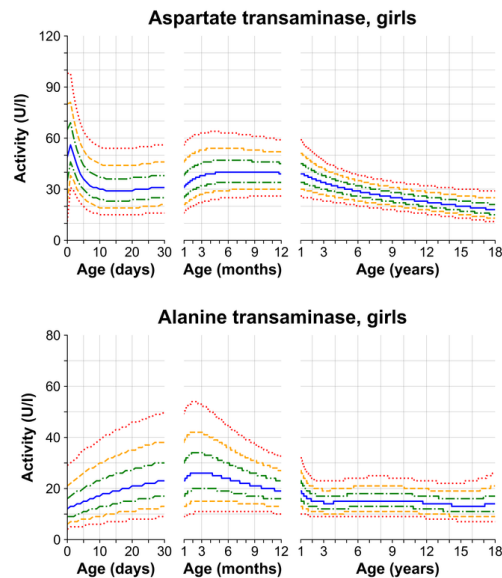 Aspartate transaminase, girls
Activity (U/l)
120
90
60
30
0
0 10 20 30
1 3 6 9 12
1 3 6 9 12 15 18
Age (days)
Age (months)
Age (years)
Alanine transaminase, girls
Activity (U/l)
80
60
40
20
0
0 10 20 30
1 3 6 9 12
1 3 6 9 12 15 18
Age (days)
Age (months)
Age (years)